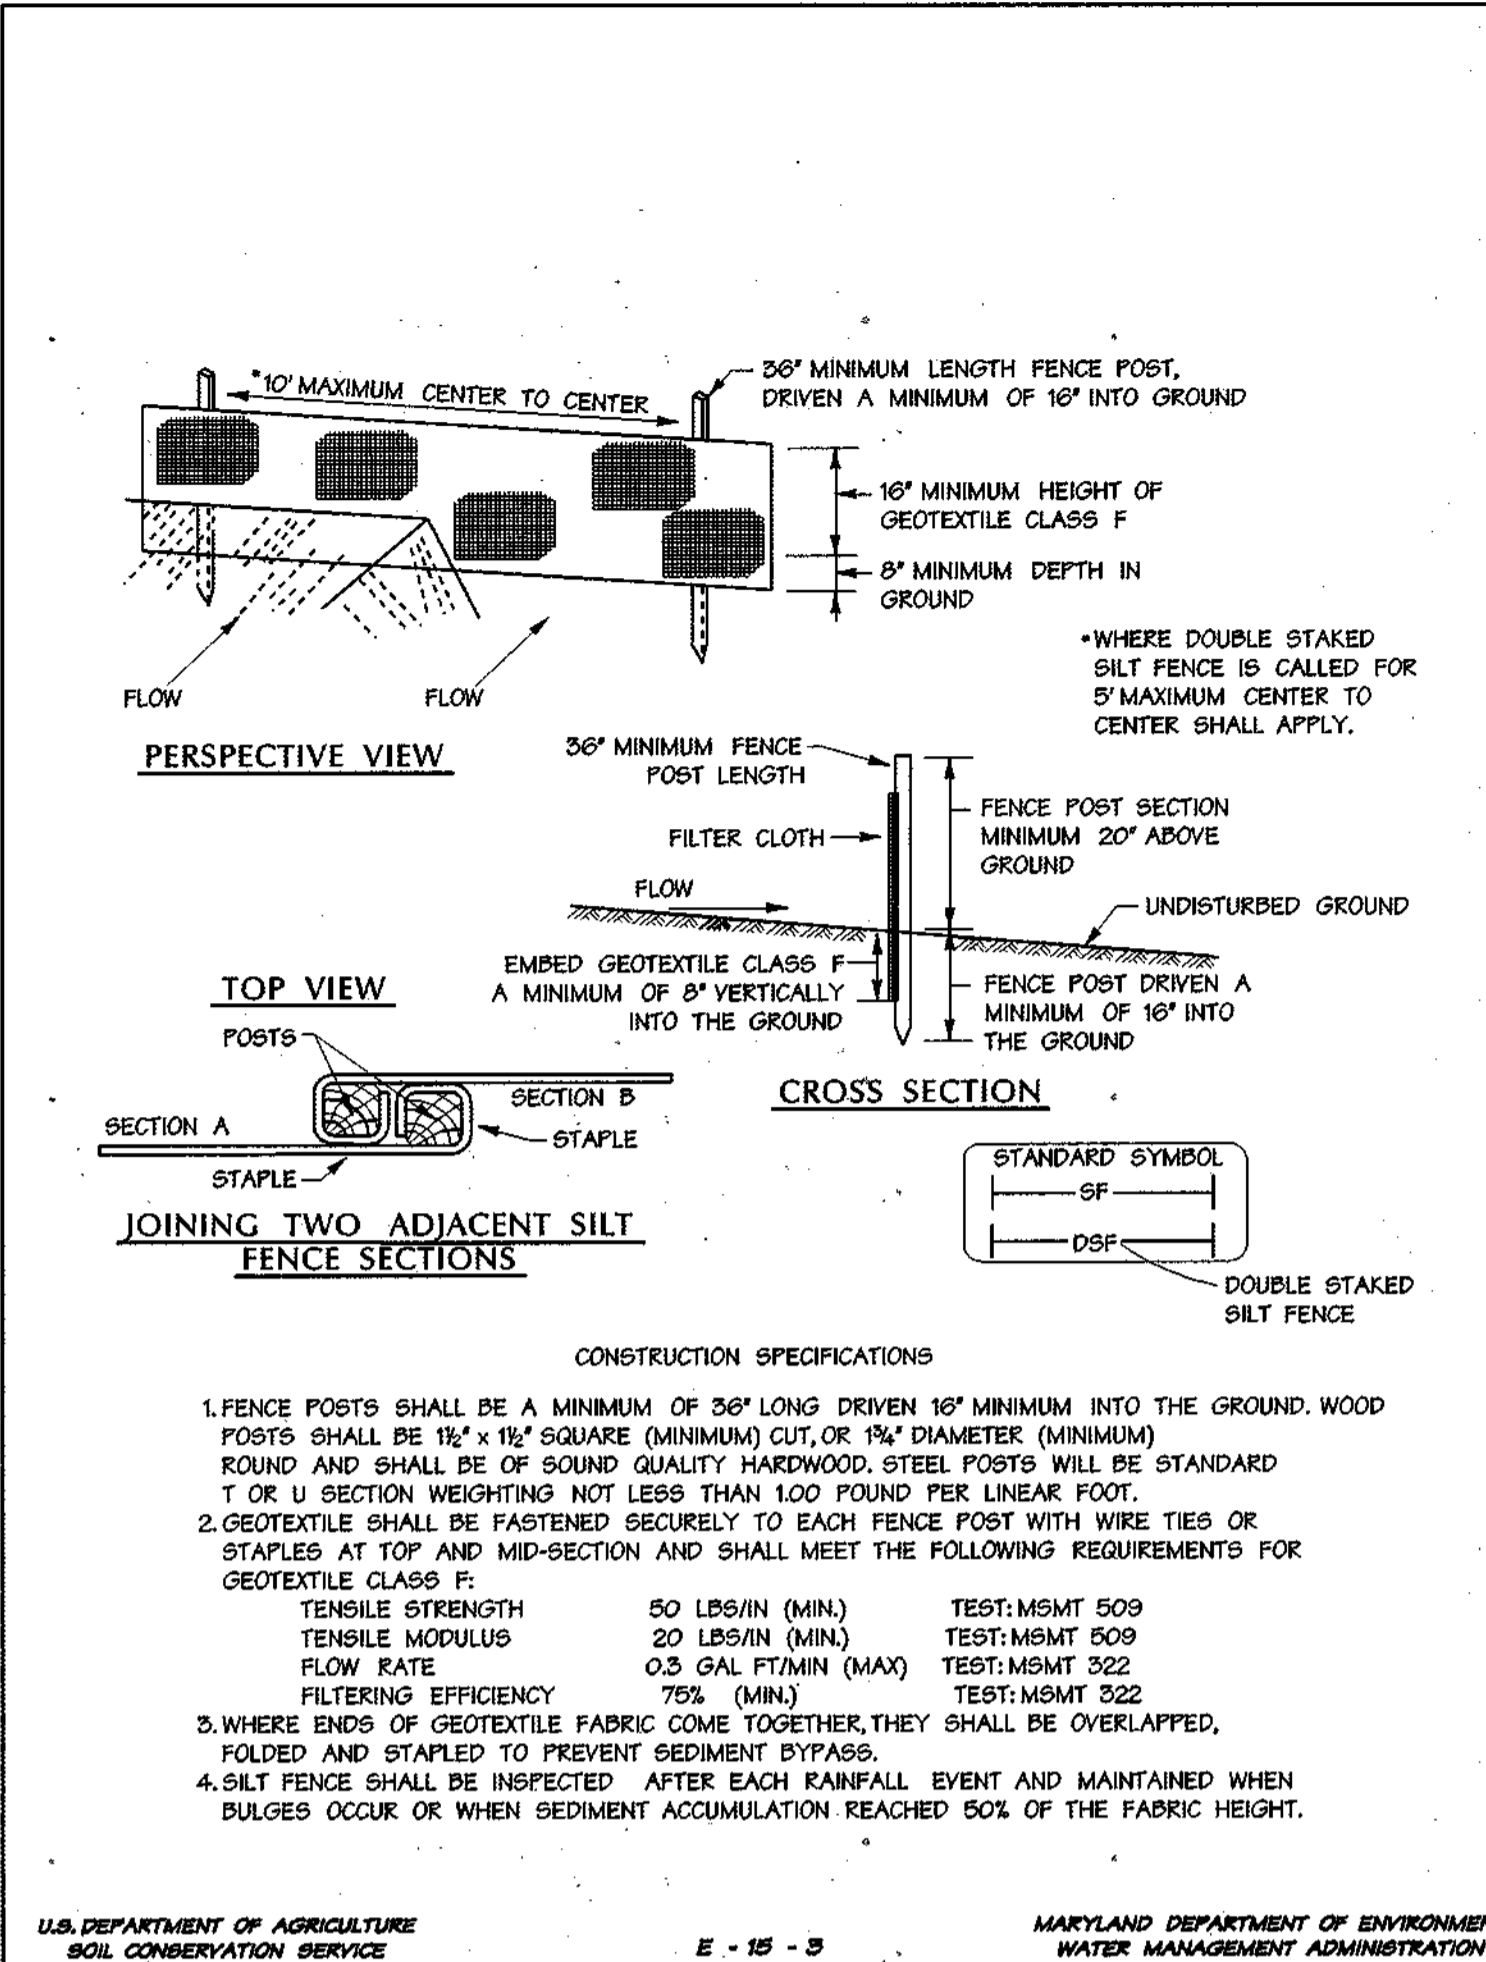 *10' MAXIMUM CENTER TO CENTER
36" MINIMUM LENGTH FENCE POST,
DRIVEN A MINIMUM OF 16" INTO GROUND
16" MINIMUM HEIGHT OF
GEOTEXTILE CLASS F
8" MINIMUM DEPTH IN
GROUND
FLOW
FLOW
PERSPECTIVE VIEW
*WHERE DOUBLE STAKED
SILT FENCE IS CALLED FOR
5' MAXIMUM CENTER TO
CENTER SHALL APPLY.
36" MINIMUM FENCE
POST LENGTH
FILTER CLOTH
FLOW
FENCE POST SECTION
MINIMUM 20" ABOVE
GROUND
UNDISTURBED GROUND
EMBED GEOTEXTILE CLASS F
A MINIMUM OF 8" VERTICALLY
INTO THE GROUND
FENCE POST DRIVEN A
MINIMUM OF 16" INTO
THE GROUND
CROSS SECTION
TOP VIEW
POSTS
SECTION A
SECTION B
STAPLE
STAPLE
JOINING TWO ADJACENT SILT
FENCE SECTIONS
STANDARD SYMBOL
SF
DSF
DOUBLE STAKED
SILT FENCE
CONSTRUCTION SPECIFICATIONS
1. FENCE POSTS SHALL BE A MINIMUM OF 36" LONG DRIVEN 16" MINIMUM INTO THE GROUND. WOOD
POSTS SHALL BE 1½" x 1½" SQUARE (MINIMUM) CUT, OR 1¾" DIAMETER (MINIMUM)
ROUND AND SHALL BE OF SOUND QUALITY HARDWOOD. STEEL POSTS WILL BE STANDARD
T OR U SECTION WEIGHTING NOT LESS THAN 1.00 POUND PER LINEAR FOOT.
2. GEOTEXTILE SHALL BE FASTENED SECURELY TO EACH FENCE POST WITH WIRE TIES OR
STAPLES AT TOP AND MID-SECTION AND SHALL MEET THE FOLLOWING REQUIREMENTS FOR
GEOTEXTILE CLASS F:
TENSILE STRENGTH 50 LBS/IN (MIN.) TEST: MSMT 509
TENSILE MODULUS 20 LBS/IN (MIN.) TEST: MSMT 509
FLOW RATE 0.3 GAL FT/MIN (MAX) TEST: MSMT 322
FILTERING EFFICIENCY 75% (MIN.) TEST: MSMT 322
3. WHERE ENDS OF GEOTEXTILE FABRIC COME TOGETHER, THEY SHALL BE OVERLAPPED,
FOLDED AND STAPLED TO PREVENT SEDIMENT BYPASS.
4. SILT FENCE SHALL BE INSPECTED AFTER EACH RAINFALL EVENT AND MAINTAINED WHEN
BULGES OCCUR OR WHEN SEDIMENT ACCUMULATION REACHED 50% OF THE FABRIC HEIGHT.
U.S. DEPARTMENT OF AGRICULTURE
SOIL CONSERVATION SERVICE
E - 15 - 3
MARYLAND DEPARTMENT OF ENVIRONME
WATER MANAGEMENT ADMINISTRATION